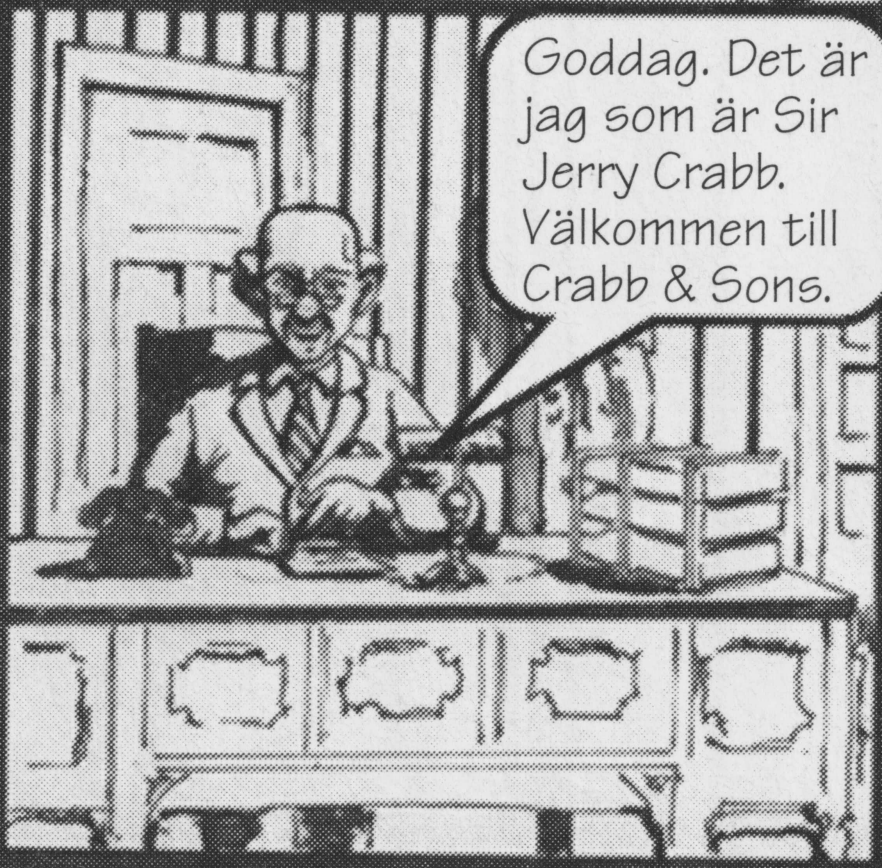 Goddag. Det är
jag som är Sir
Jerry Crabb.
Välkommen till
Crabb & Sons.